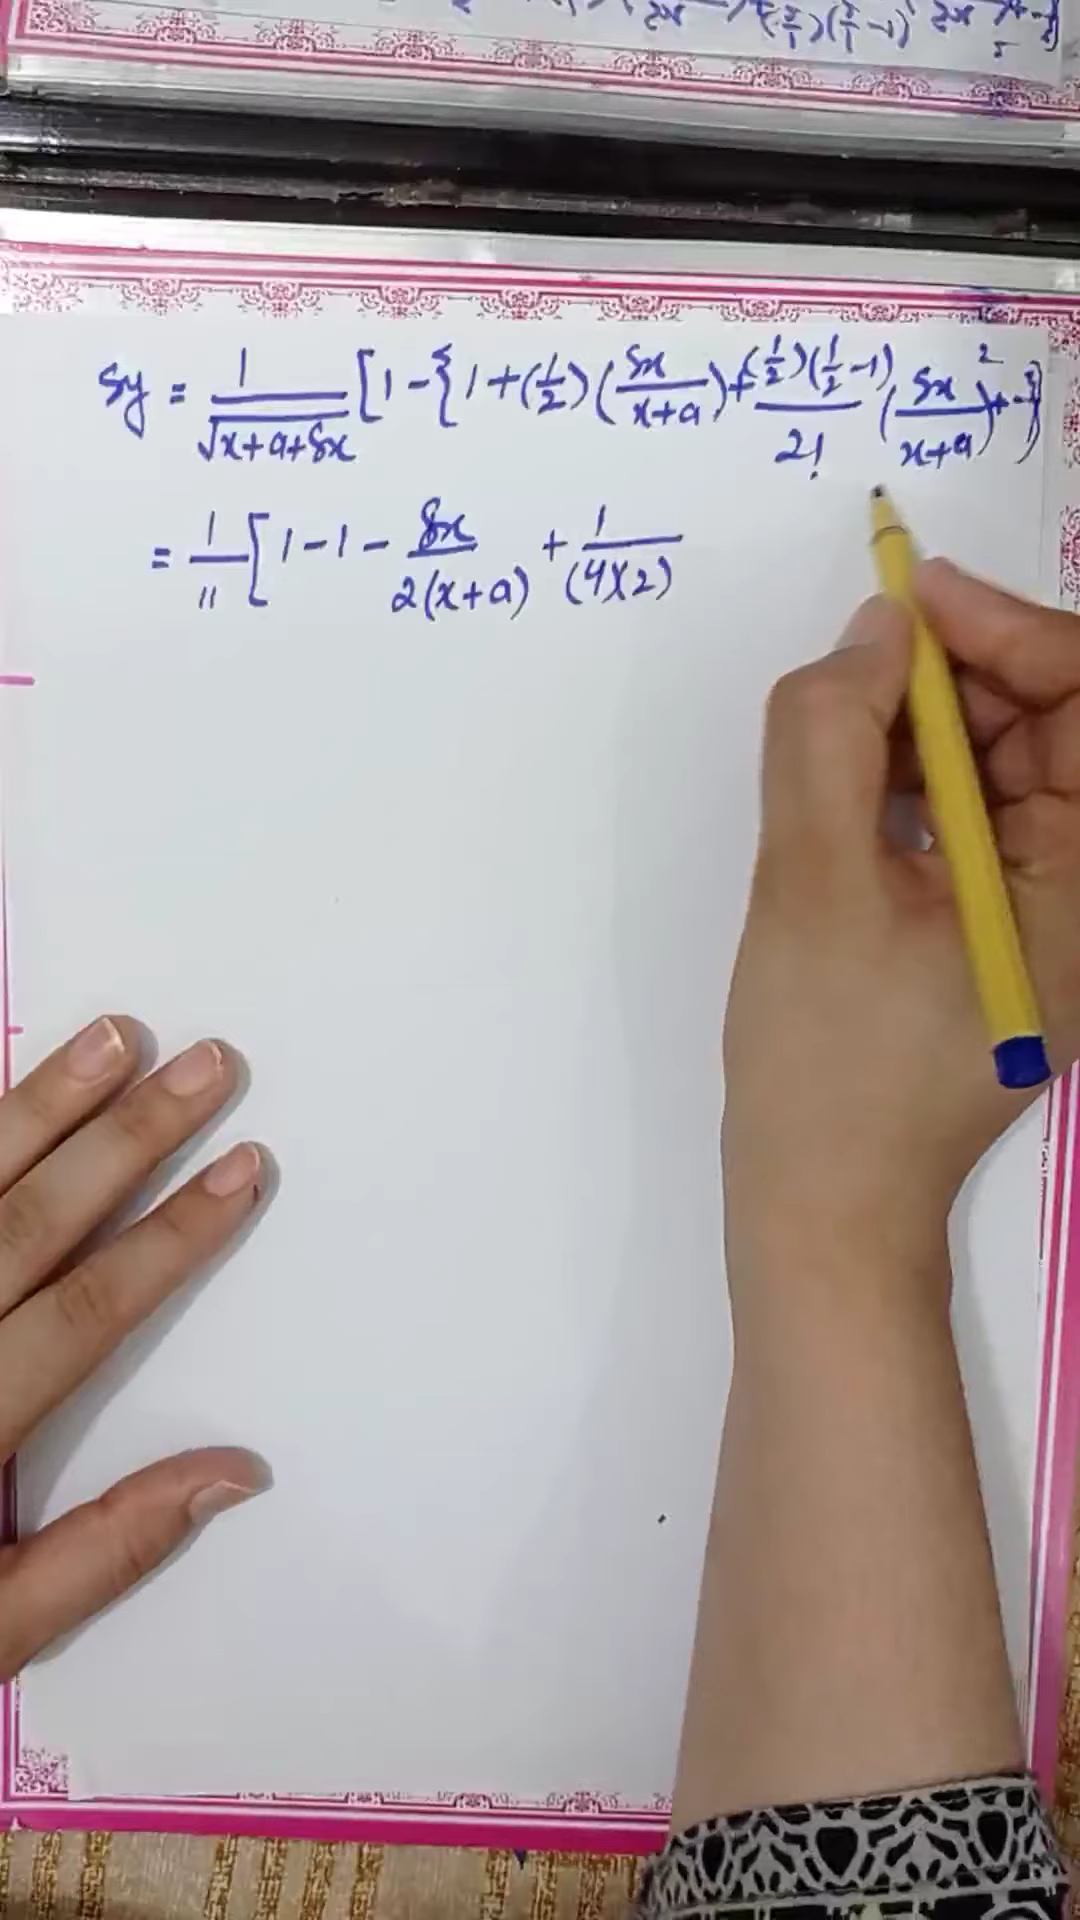 δy = 1/√(x+a+δx) [1-{1+(1/2)(δx/(x+a))+(1/2)(1/2-1)/2! (δx/(x+a))²+--}
= 1/" [1-1-δx/2(x+a) +1/(4)(2)